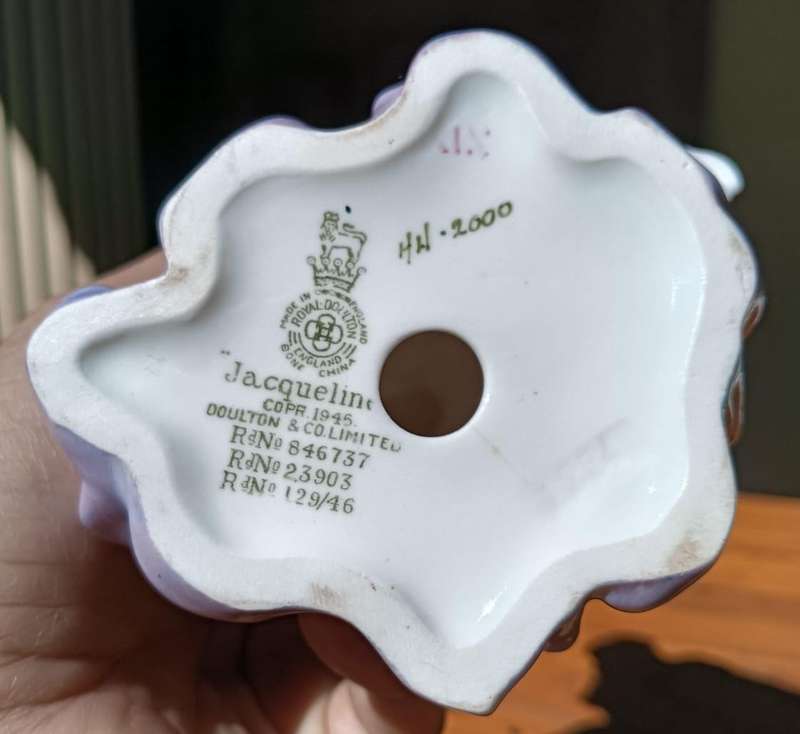 HN·2000
MADE IN ENGLAND
ROYAL DOULTON
ENGLAND
BONE CHINA
"Jacqueline
COPR.1945.
DOULTON & CO.LIMITED
RdNo 846737
RdNo 23903
RdNo 129/46